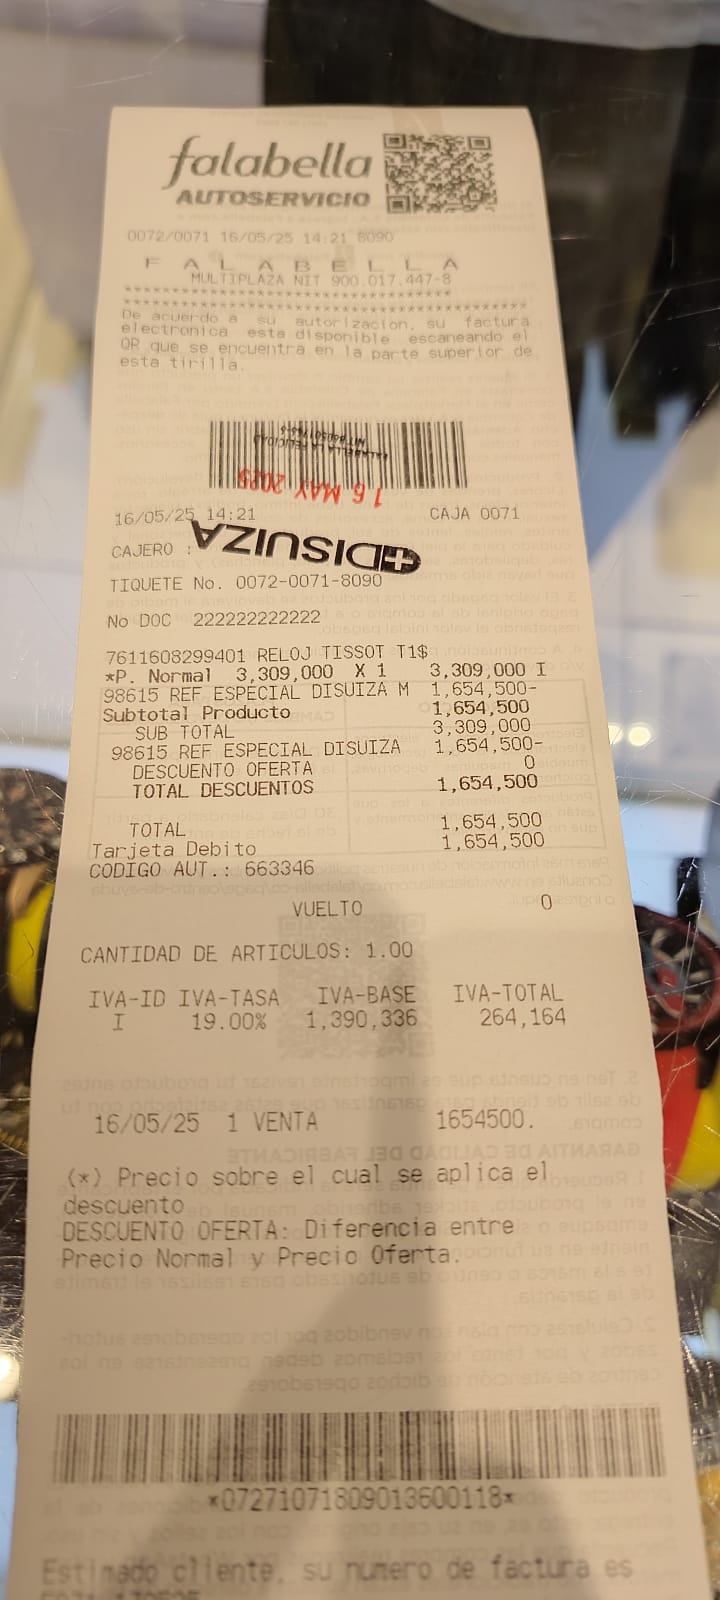 falabella
AUTOSERVICIO
0072/0071 16/05/25 14:21 8090
F A L A B E L L A
MULTIPLAZA NIT 900.017.447-8
De acuerdo a su autorizacion, su factura
electronica esta disponible escaneando el
QR que se encuentra en la parte superior de
esta tirilla.
FALABELLA LA FELICIDAD
16 MAY 2025
16/05/25 14:21 CAJA 0071
DISUIZA
CAJERO :
TIQUETE No. 0072-0071-8090
No DOC 222222222222
7611608299401 RELOJ TISSOT T1$
*P. Normal 3,309,000 X 1 3,309,000 I
98615 REF ESPECIAL DISUIZA M 1,654,500-
Subtotal Producto 1,654,500
SUB TOTAL 3,309,000
98615 REF ESPECIAL DISUIZA 1,654,500-
DESCUENTO OFERTA 0
TOTAL DESCUENTOS 1,654,500
TOTAL 1,654,500
Tarjeta Debito 1,654,500
CODIGO AUT.: 663346
VUELTO 0
CANTIDAD DE ARTICULOS: 1.00
IVA-ID IVA-TASA IVA-BASE IVA-TOTAL
I 19.00% 1,390,336 264,164
16/05/25 1 VENTA 1654500.
(*) Precio sobre el cual se aplica el
descuento
DESCUENTO OFERTA: Diferencia entre
Precio Normal y Precio Oferta.
*07271071809013600118*
Estimado cliente, su numero de factura es